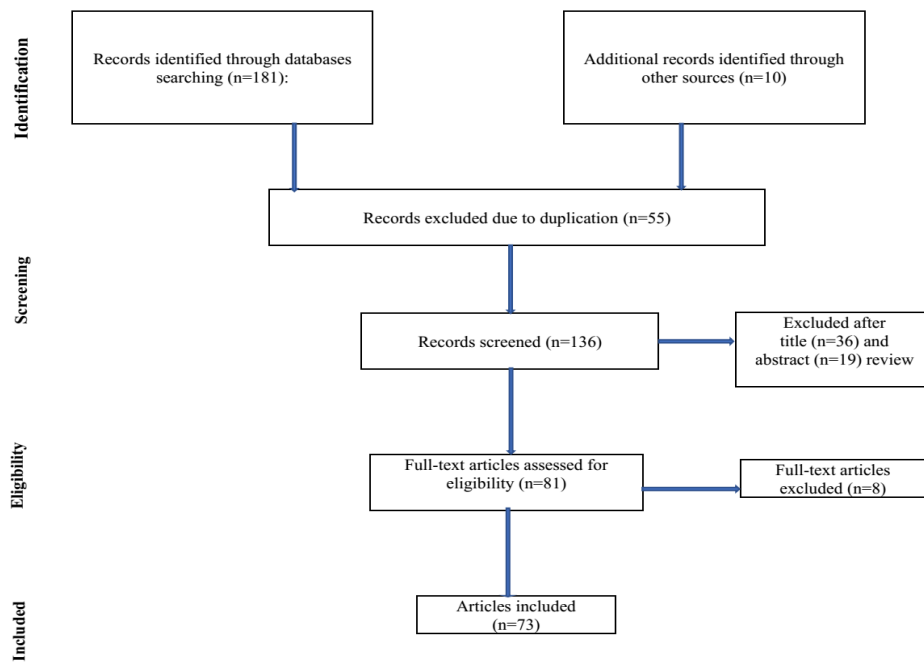 Identification
Records identified through databases
searching (n=181):
Additional records identified through
other sources (n=10)
Records excluded due to duplication (n=55)
Screening
Records screened (n=136)
Excluded after
title (n=36) and
abstract (n=19) review
Eligibility
Full-text articles assessed for
eligibility (n=81)
Full-text articles
excluded (n=8)
Included
Articles included
(n=73)